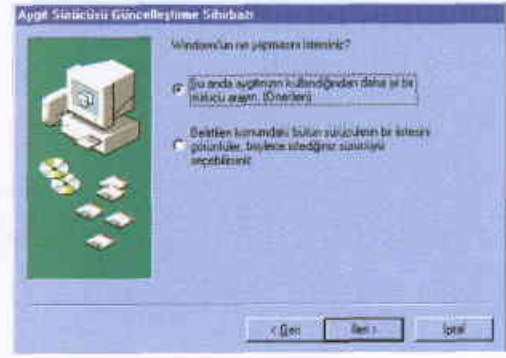 Aygıt Sürücüsü Güncelleştirme Sihirbazı
Windows'un ne yapmasını istersiniz?
Şu anda aygıtınızın kullandığından daha iyi bir
sürücü arayın. (Önerilen)
Belirtilen konumdaki bütün sürücülerin bir listesini
görüntüler, böylece istediğiniz sürücüyü
seçebilirsiniz.
< Geri
İleri >
İptal